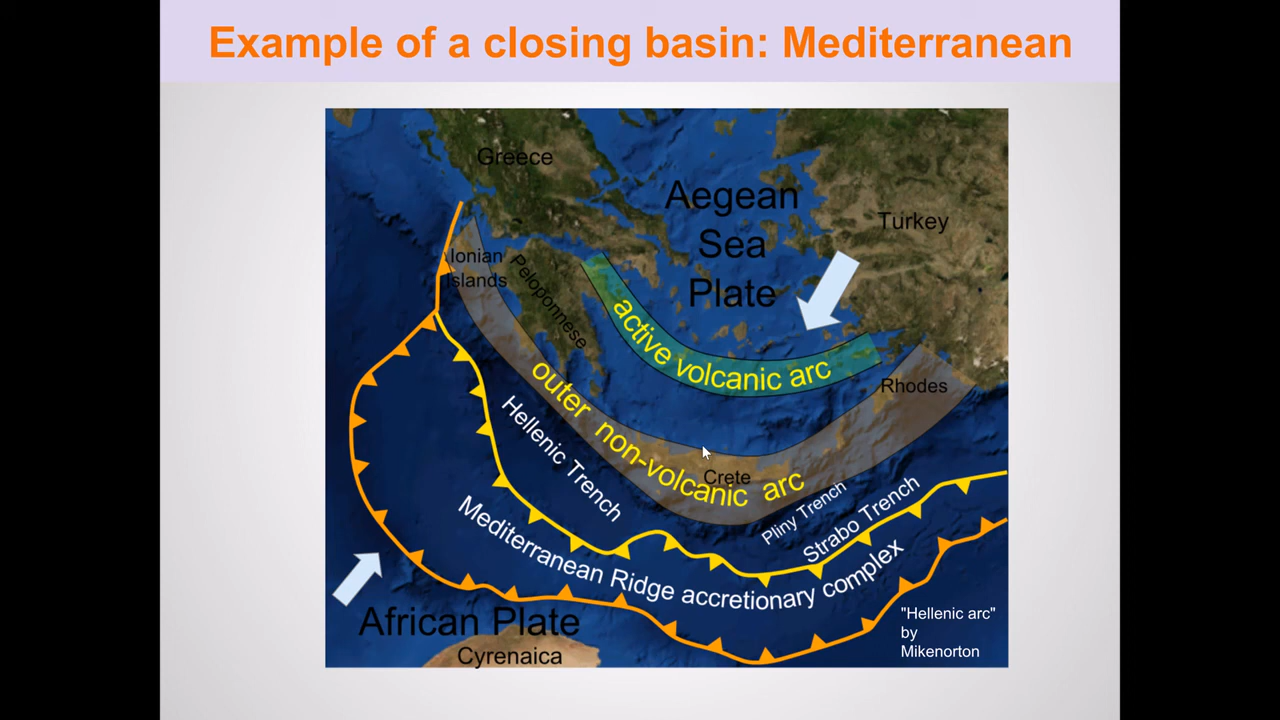 Example of a closing basin: Mediterranean
Greece
Aegean
Sea
Plate
Turkey
Ionian
Islands
Peloponnese
active volcanic arc
Rhodes
outer non-volcanic arc
Crete
Hellenic Trench
Pliny Trench
Strabo Trench
Mediterranean Ridge accretionary complex
African Plate
Cyrenaica
"Hellenic arc"
by
Mikenorton